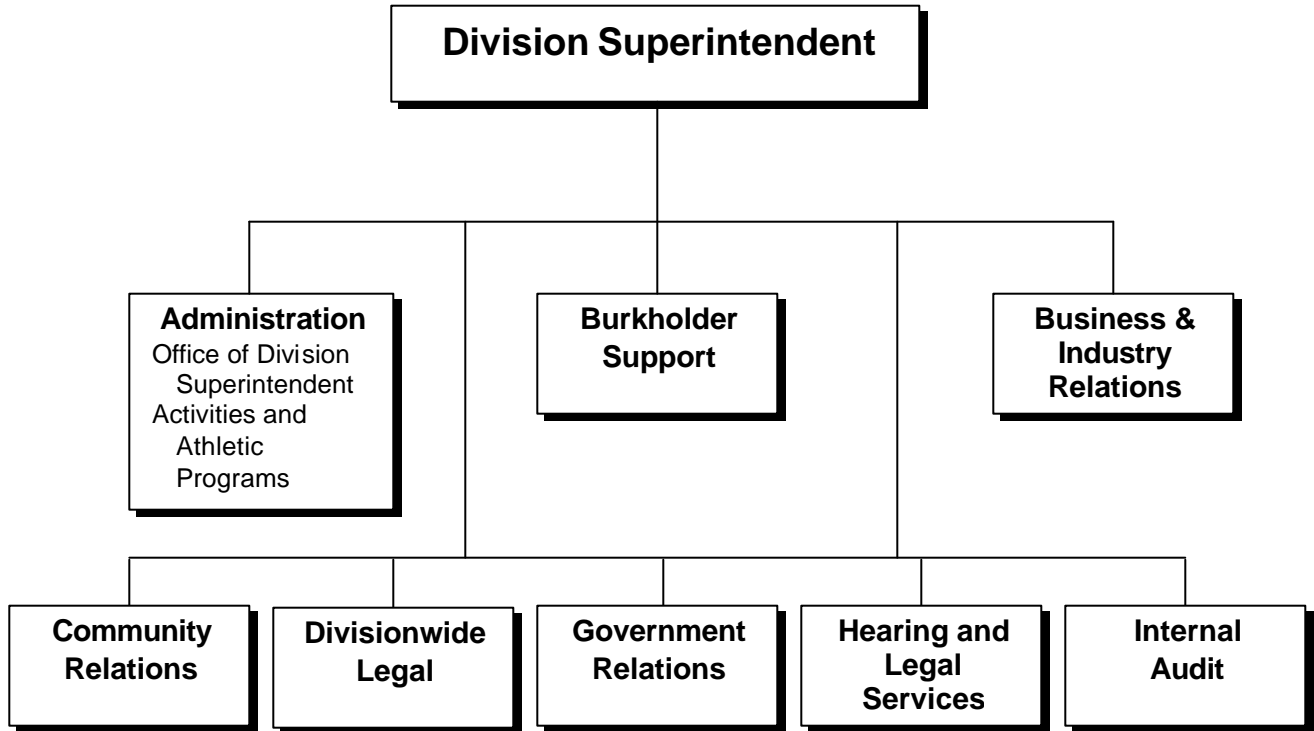 Division Superintendent
Administration
Office of Division
Superintendent
Activities and
Athletic
Programs
Burkholder
Support
Business &
Industry
Relations
Community
Relations
Divisionwide
Legal
Government
Relations
Hearing and
Legal
Services
Internal
Audit